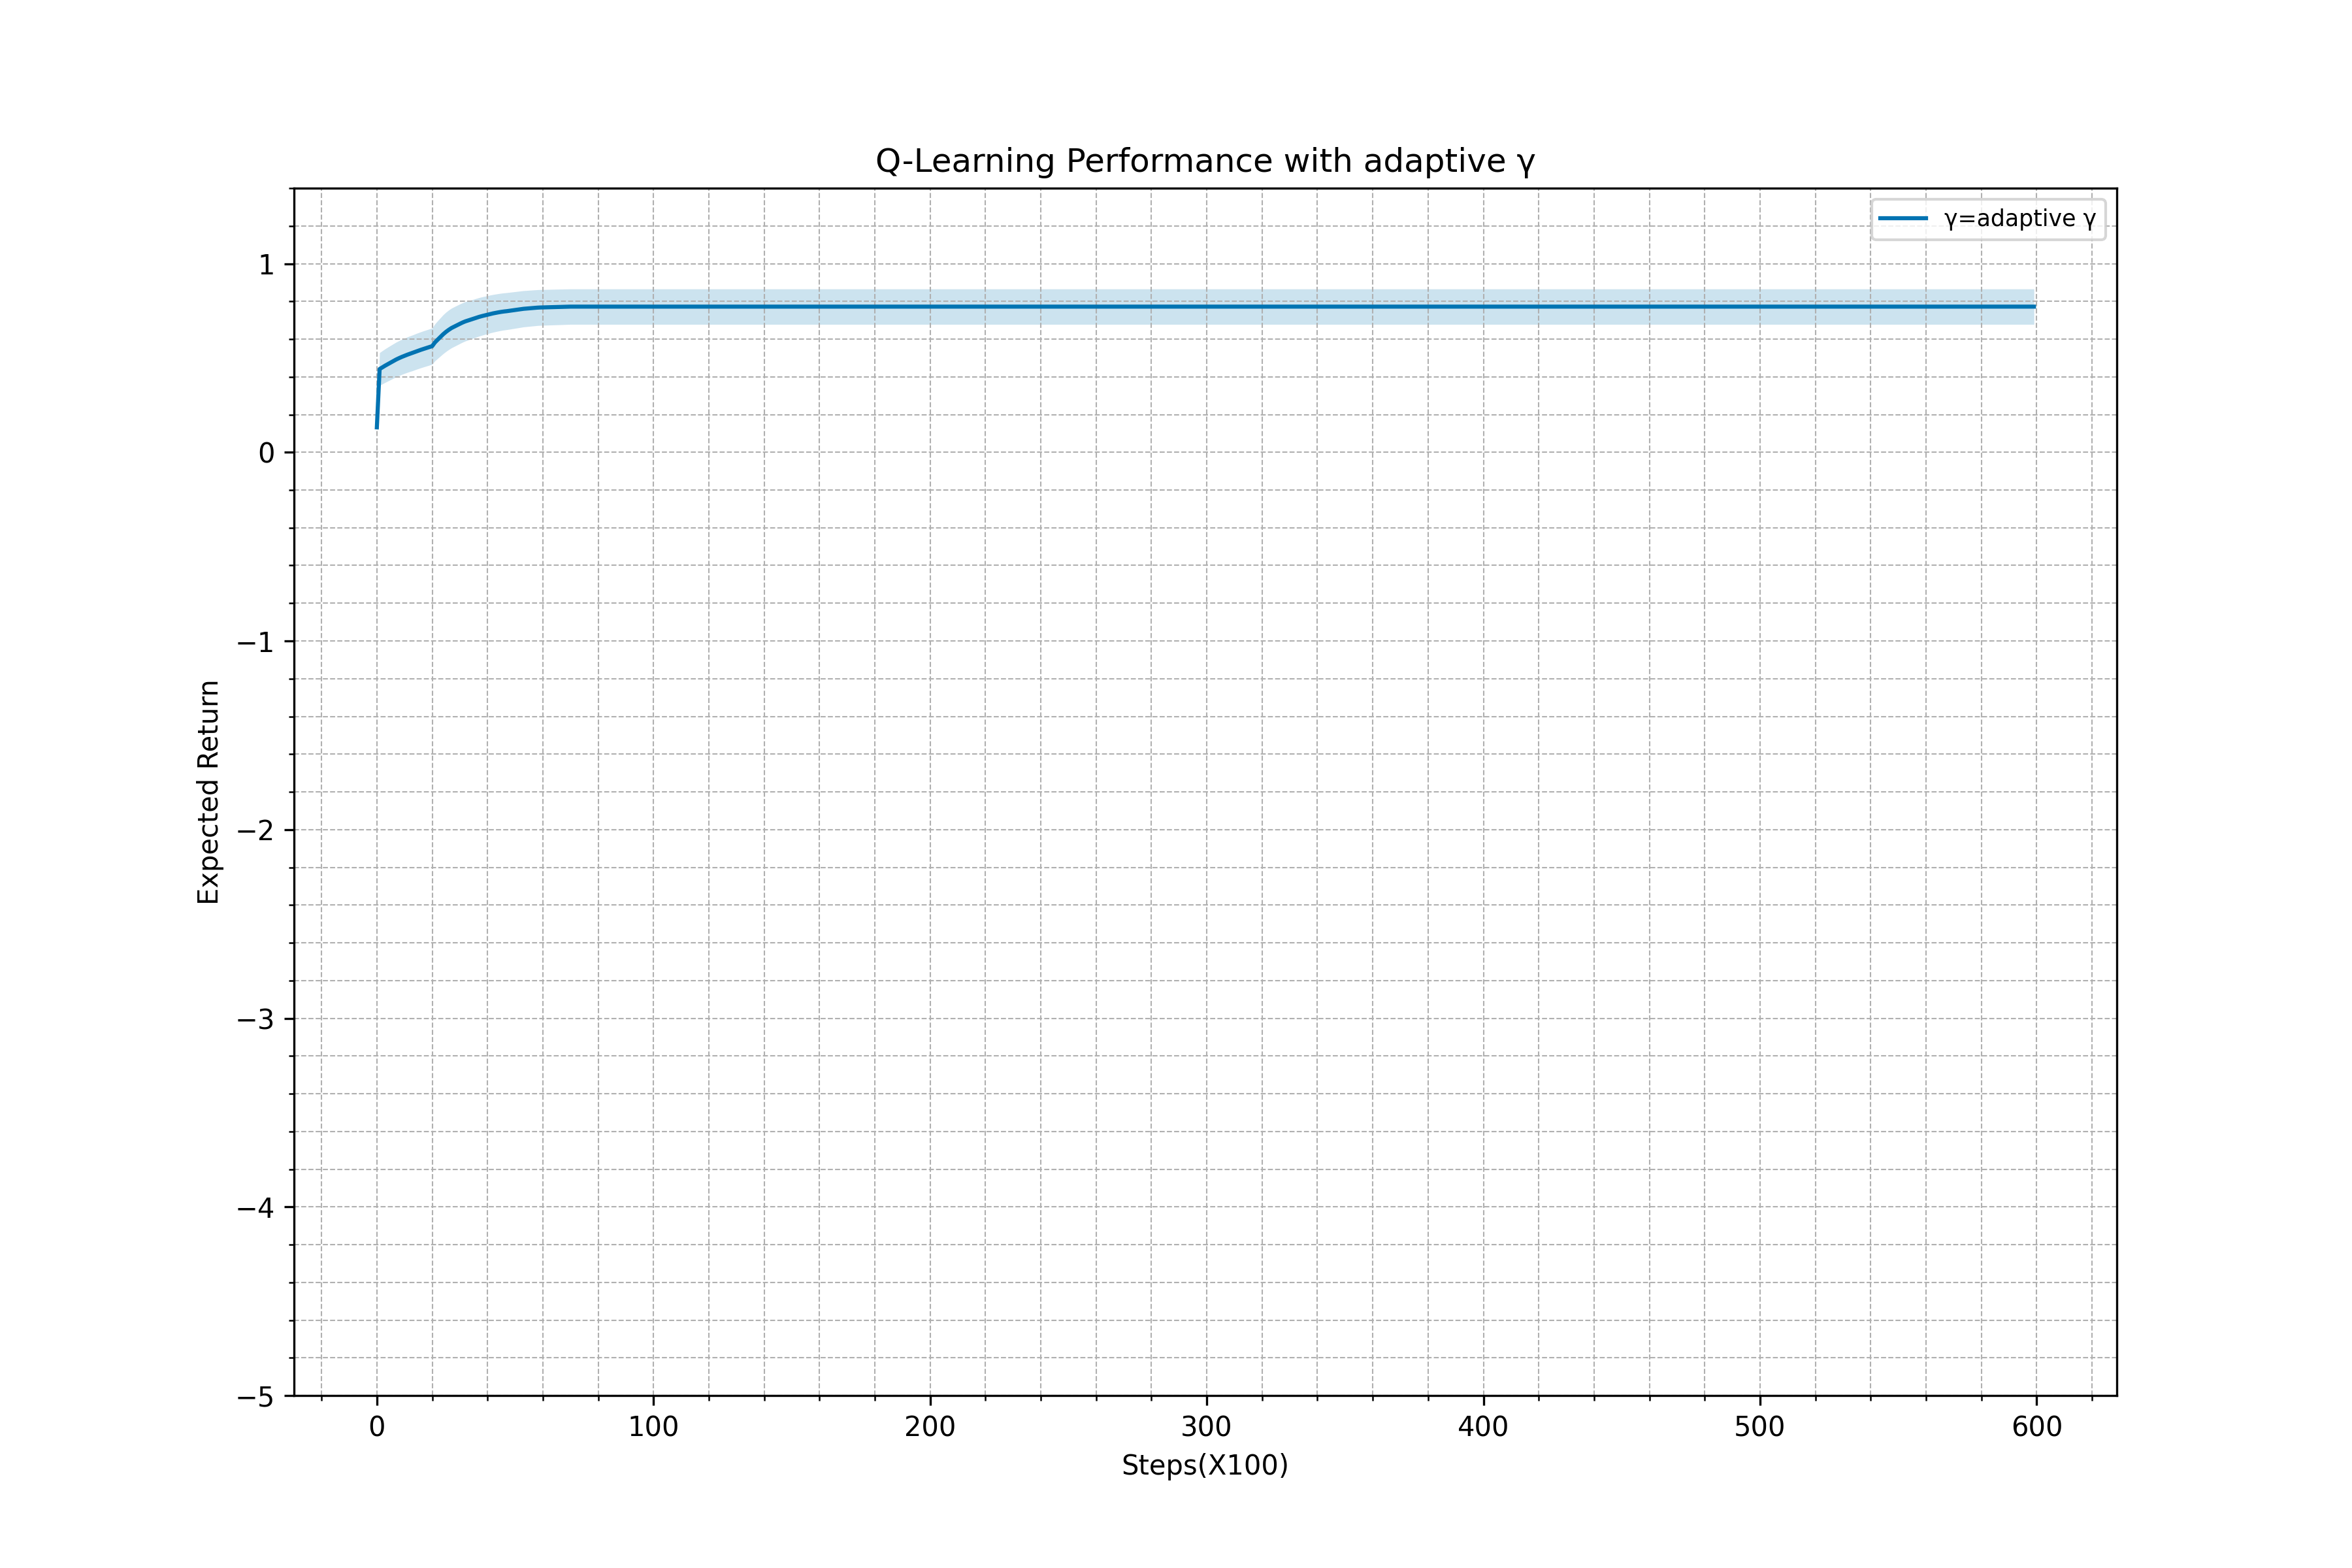 Q-Learning Performance with adaptive γ
γ=adaptive γ
1
0
−1
−2
−3
−4
−5
Expected Return
0 100 200 300 400 500 600
Steps(X100)